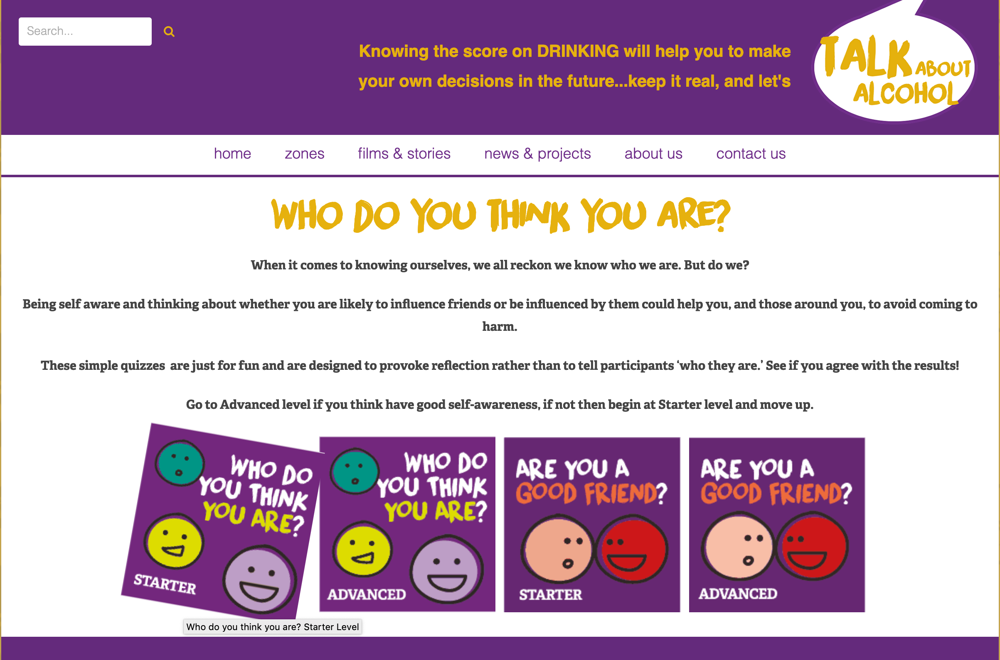 Search...
Knowing the score on DRINKING will help you to make
your own decisions in the future...keep it real, and let's
TALK ABOUT
ALCOHOL
home zones films & stories news & projects about us contact us
WHO DO YOU THINK YOU ARE?
When it comes to knowing ourselves, we all reckon we know who we are. But do we?
Being self aware and thinking about whether you are likely to influence friends or be influenced by them could help you, and those around you, to avoid coming to
harm.
These simple quizzes  are just for fun and are designed to provoke reflection rather than to tell participants ‘who they are.’ See if you agree with the results!
Go to Advanced level if you think have good self-awareness, if not then begin at Starter level and move up.
WHO DO
YOU THINK
YOU ARE?
STARTER
WHO DO
YOU THINK
YOU ARE?
ADVANCED
ARE YOU A
GOOD FRIEND?
STARTER
ARE YOU A
GOOD FRIEND?
ADVANCED
Who do you think you are? Starter Level